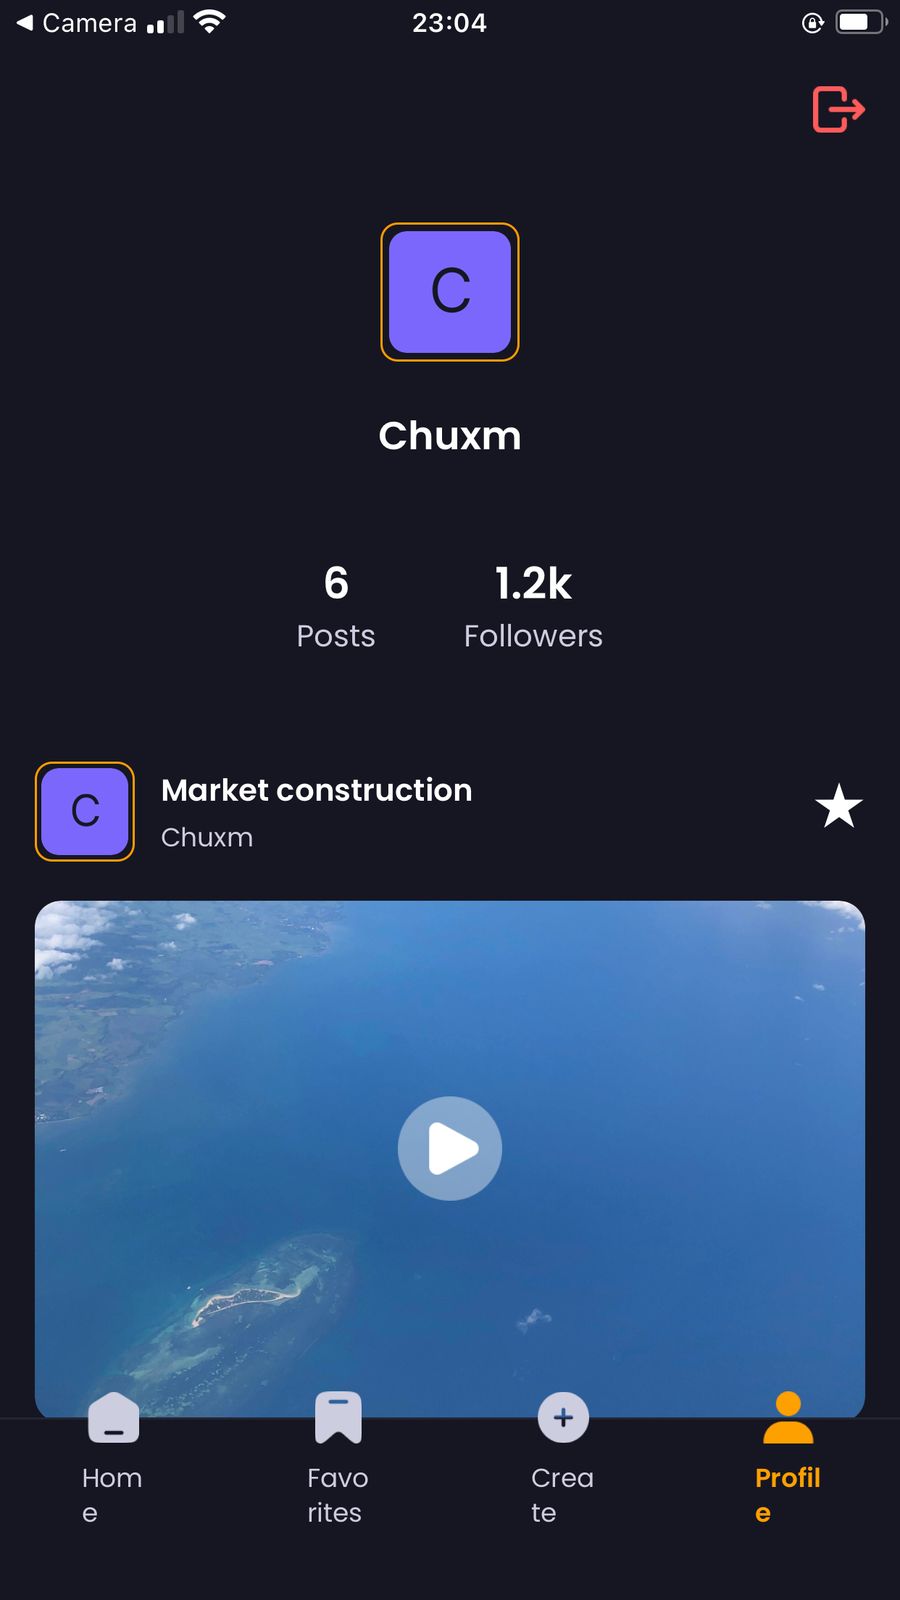 Camera
23:04
C
Chuxm
6
1.2k
Posts
Followers
C
Market construction
Chuxm
Hom
e
Favo
rites
Crea
te
Profil
e